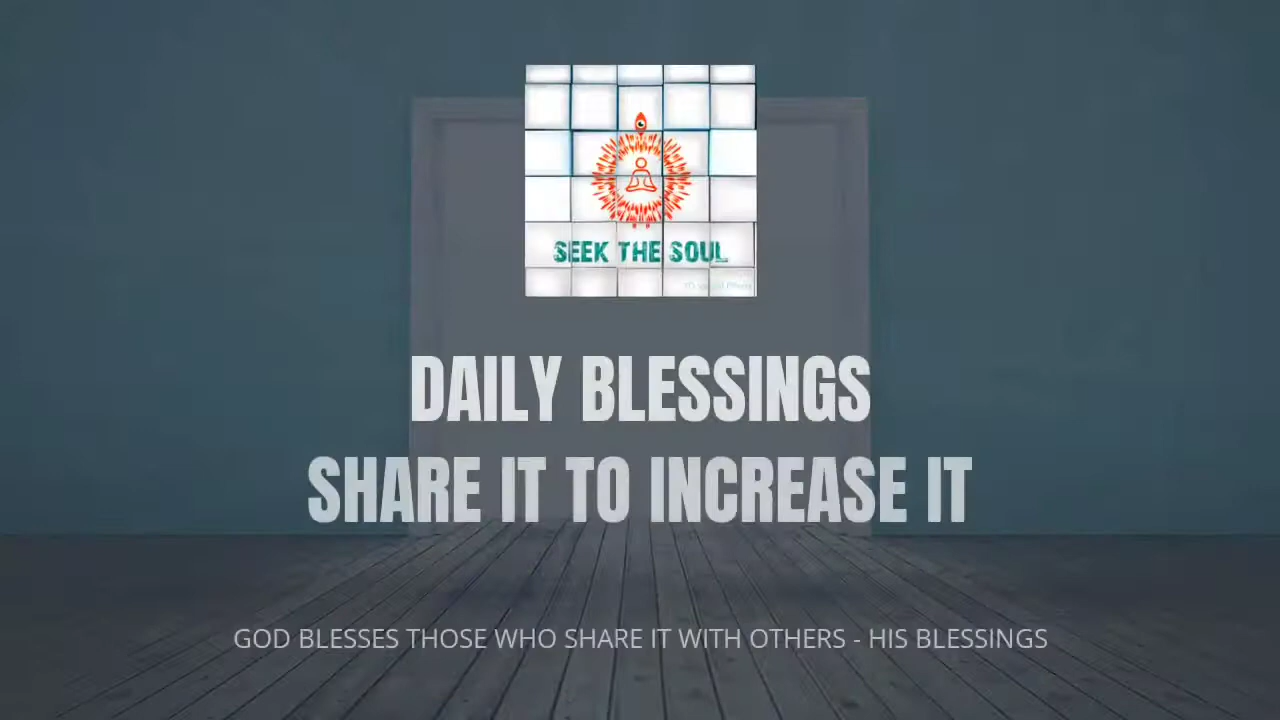 SEEK THE SOUL
DAILY BLESSINGS
SHARE IT TO INCREASE IT
GOD BLESSES THOSE WHO SHARE IT WITH OTHERS - HIS BLESSINGS